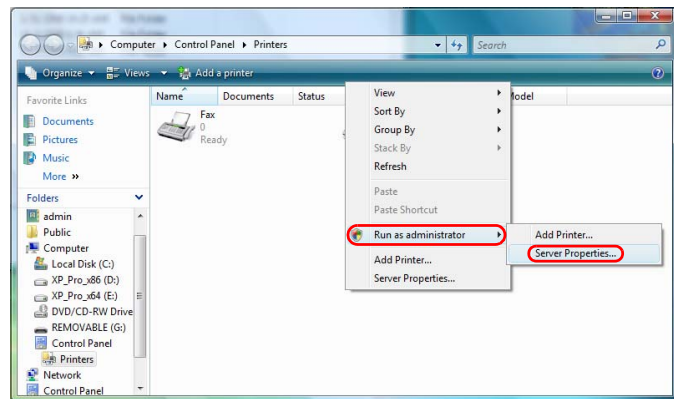 Computer ▸ Control Panel ▸ Printers
Search
Organize Views Add a printer
Favorite Links
Documents
Pictures
Music
More »
Folders
admin
Public
Computer
Local Disk (C:)
XP_Pro_x86 (D:)
XP_Pro_x64 (E:)
DVD/CD-RW Drive
REMOVABLE (G:)
Control Panel
Printers
Network
Control Panel
Name Documents Status Model
Fax
0
Ready
View
Sort By
Group By
Stack By
Refresh
Paste
Paste Shortcut
Run as administrator
Add Printer...
Server Properties...
Add Printer...
Server Properties...